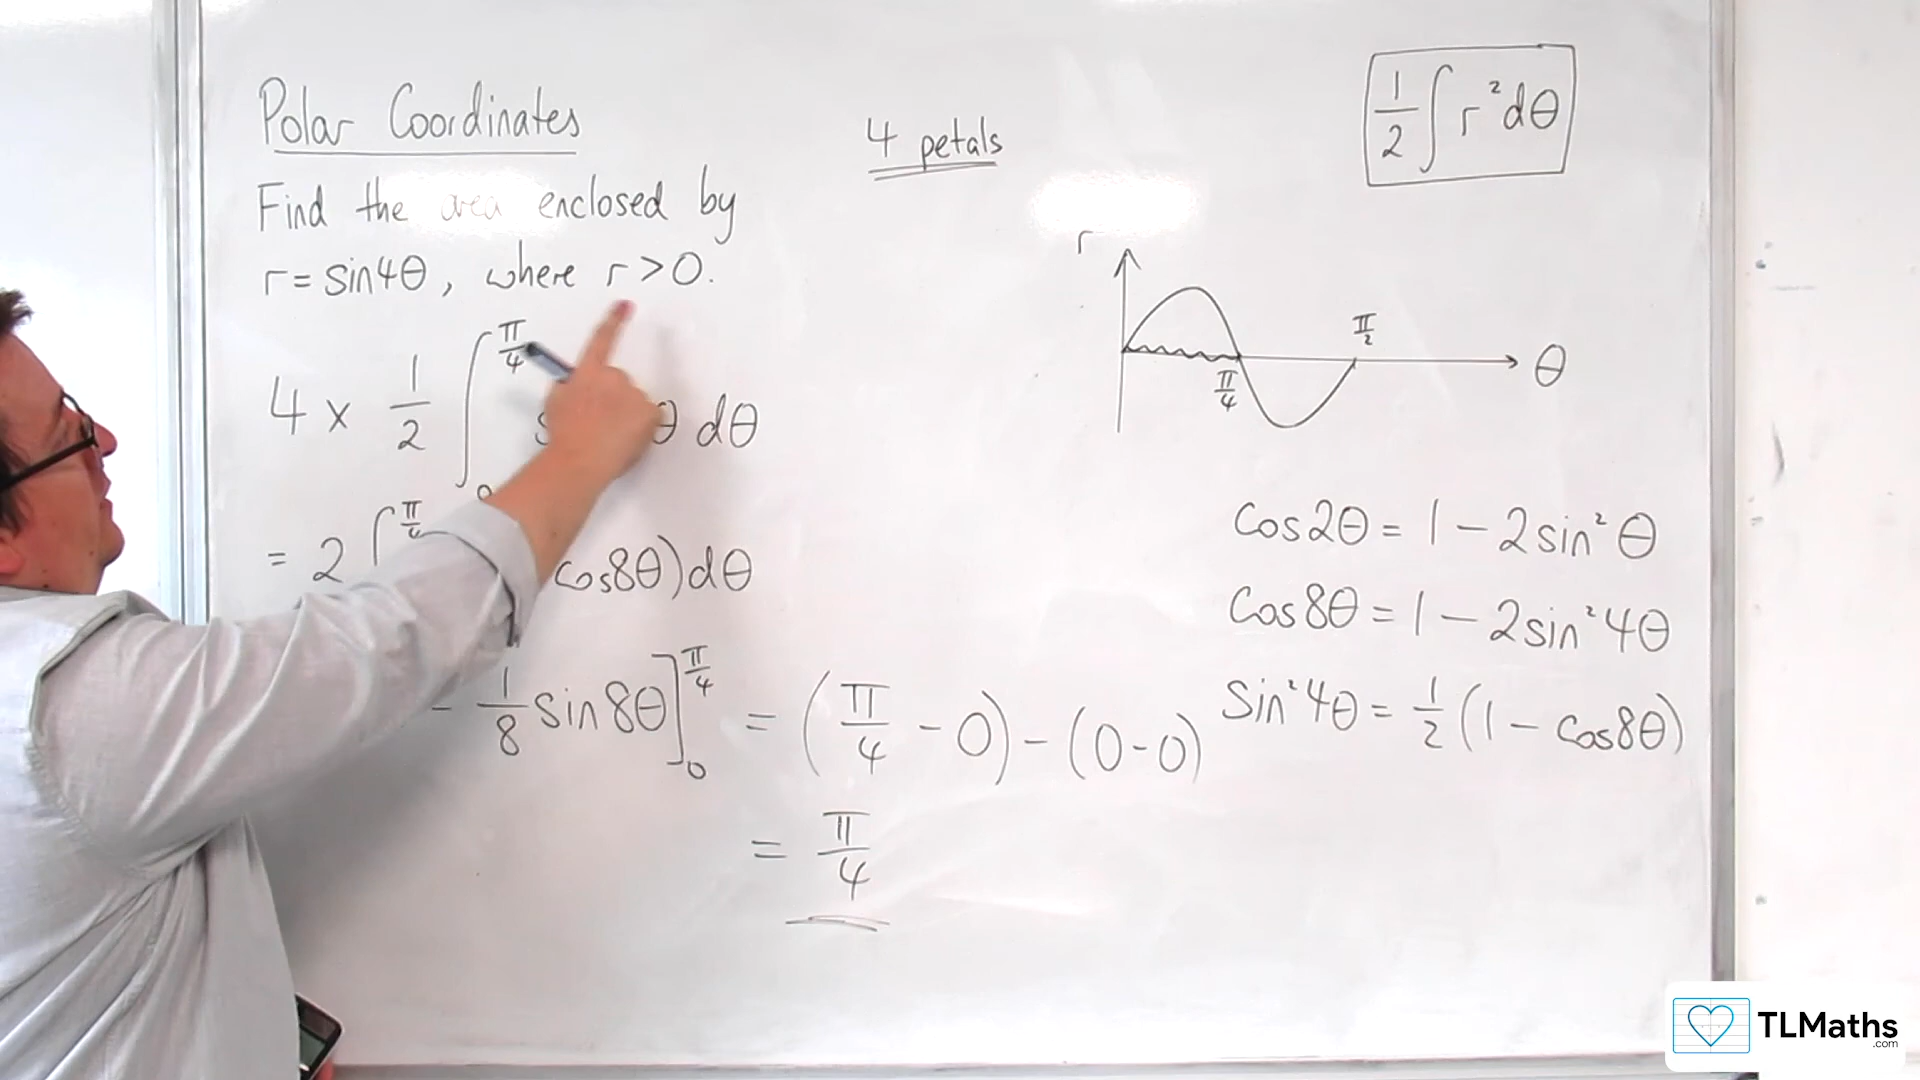 Polar Coordinates
Find the area enclosed by
r = sin4θ, where r > 0.
4 × 1/2 ∫ π/4 0 s θ dθ
= 2 ∫ π/4 cos8θ) dθ
- 1/8 sin8θ] π/4 0 = (π/4 - 0) - (0 - 0)
= π/4
4 petals
1/2 ∫ r² dθ
r
π/2
θ
π/4
cos2θ = 1 - 2sin²θ
cos8θ = 1 - 2sin²4θ
sin²4θ = 1/2 (1 - cos8θ)
TLMaths
.com